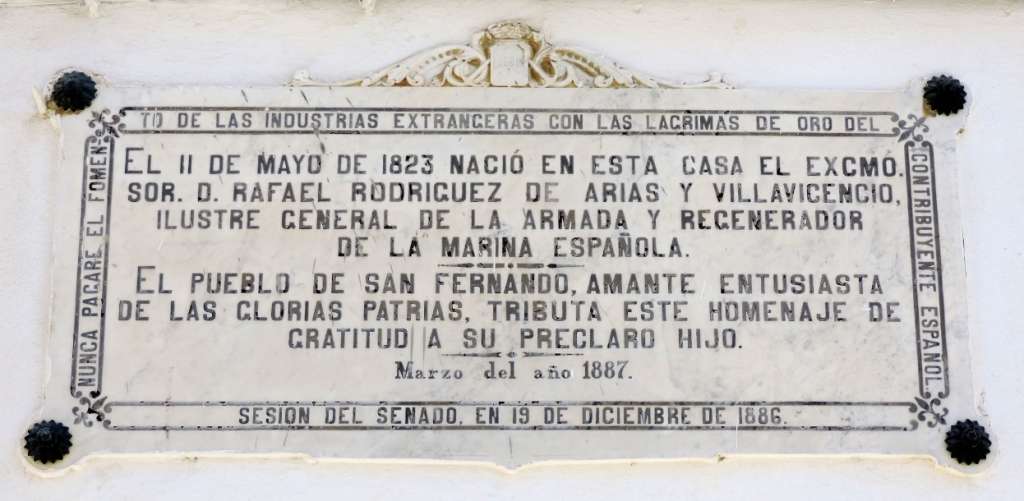 NUNCA PAGARE EL FOMEN-
TO DE LAS INDUSTRIAS EXTRANGERAS CON LAS LAGRIMAS DE ORO DEL
CONTRIBUYENTE ESPAÑOL.
EL 11 DE MAYO DE 1823 NACIÓ EN ESTA CASA EL EXCMO.
SOR. D. RAFAEL RODRIGUEZ DE ARIAS Y VILLAVICENCIO,
ILUSTRE GENERAL DE LA ARMADA Y REGENERADOR
DE LA MARINA ESPAÑOLA.
EL PUEBLO DE SAN FERNANDO, AMANTE ENTUSIASTA
DE LAS GLORIAS PATRIAS, TRIBUTA ESTE HOMENAJE DE
GRATITUD A SU PRECLARO HIJO.
Marzo del año 1887.
SESION DEL SENADO, EN 19 DE DICIEMBRE DE 1886.